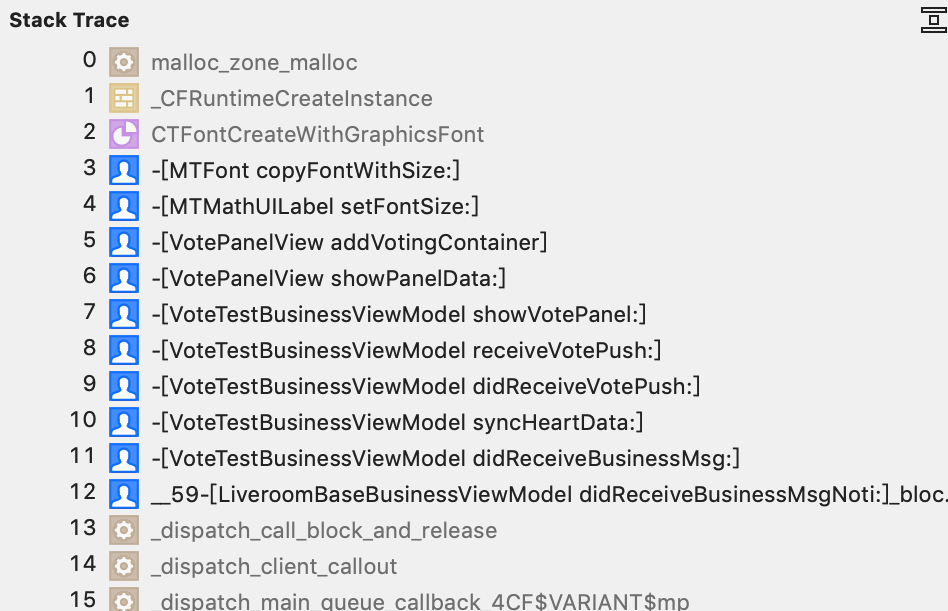 Stack Trace
0 malloc_zone_malloc
1 _CFRuntimeCreateInstance
2 CTFontCreateWithGraphicsFont
3 -[MTFont copyFontWithSize:]
4 -[MTMathUILabel setFontSize:]
5 -[VotePanelView addVotingContainer]
6 -[VotePanelView showPanelData:]
7 -[VoteTestBusinessViewModel showVotePanel:]
8 -[VoteTestBusinessViewModel receiveVotePush:]
9 -[VoteTestBusinessViewModel didReceiveVotePush:]
10 -[VoteTestBusinessViewModel syncHeartData:]
11 -[VoteTestBusinessViewModel didReceiveBusinessMsg:]
12 __59-[LiveroomBaseBusinessViewModel didReceiveBusinessMsgNoti:]_bloc.
13 _dispatch_call_block_and_release
14 _dispatch_client_callout
15 _dispatch_main_queue_callback_4CF$VARIANT$mp